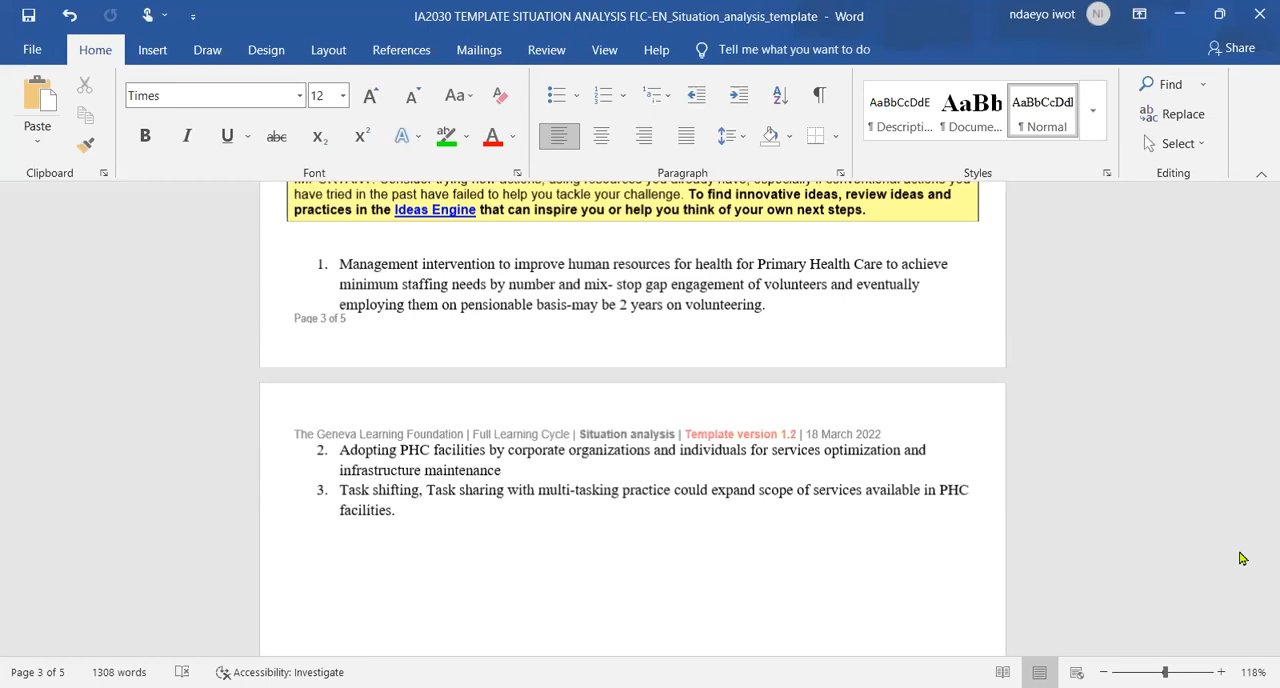 IA2030 TEMPLATE SITUATION ANALYSIS FLC-EN_Situation_analysis_template - Word
ndaeyo iwot NI
File Home Insert Draw Design Layout References Mailings Review View Help Tell me what you want to do Share
Times 12 Aa
Paste
B I U abc X2 X2 A A
AaBbCcDdE AaBb AaBbCcDdI
¶ Descripti... ¶ Docume... ¶ Normal
Find
Replace
Select
Clipboard Font Paragraph Styles Editing
have tried in the past have failed to help you tackle your challenge. To find innovative ideas, review ideas and
practices in the Ideas Engine that can inspire you or help you think of your own next steps.
1. Management intervention to improve human resources for health for Primary Health Care to achieve
minimum staffing needs by number and mix- stop gap engagement of volunteers and eventually
employing them on pensionable basis-may be 2 years on volunteering.
Page 3 of 5
The Geneva Learning Foundation | Full Learning Cycle | Situation analysis | Template version 1.2 | 18 March 2022
2. Adopting PHC facilities by corporate organizations and individuals for services optimization and
infrastructure maintenance
3. Task shifting, Task sharing with multi-tasking practice could expand scope of services available in PHC
facilities.
Page 3 of 5 1308 words Accessibility: Investigate 118%